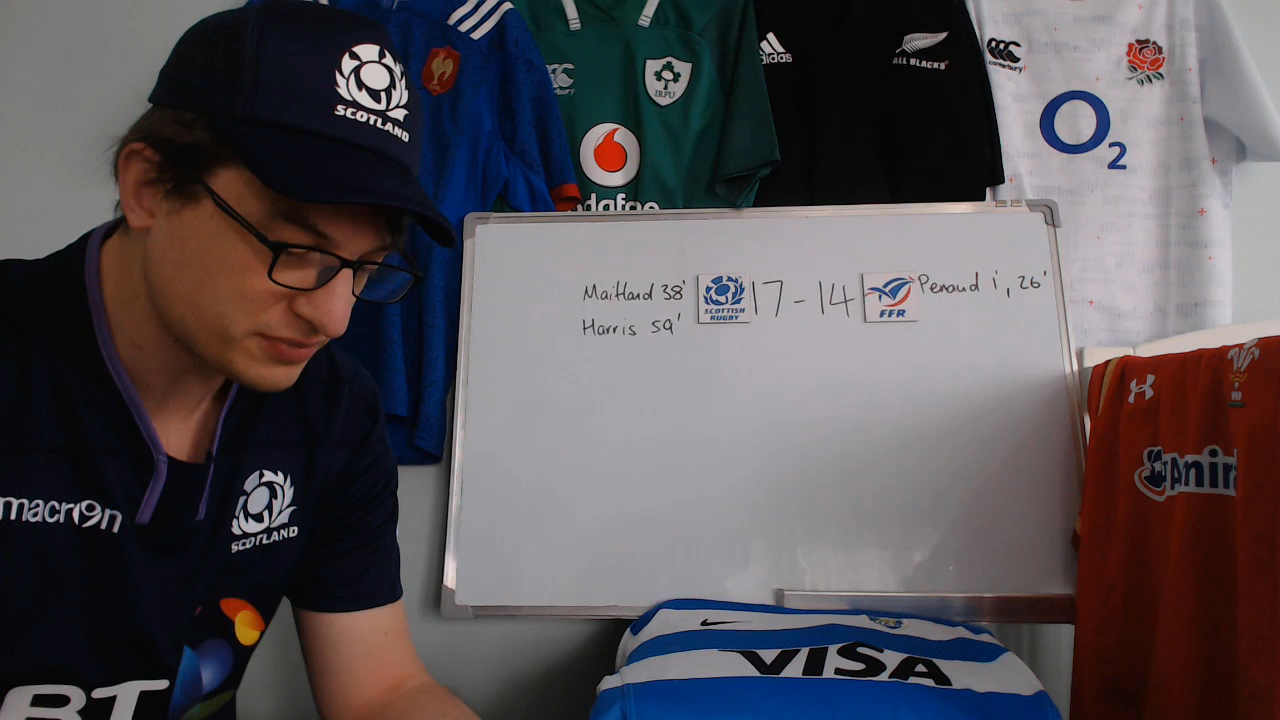 SCOTLAND
canterbury
IRFU
vodafone
adidas
ALL BLACKS
canterbury
O2
Maitland 38'
SCOTTISH
RUGBY
17 - 14
FFR
Penaud 1', 26'
Harris 59'
macron
SCOTLAND
BT
VISA